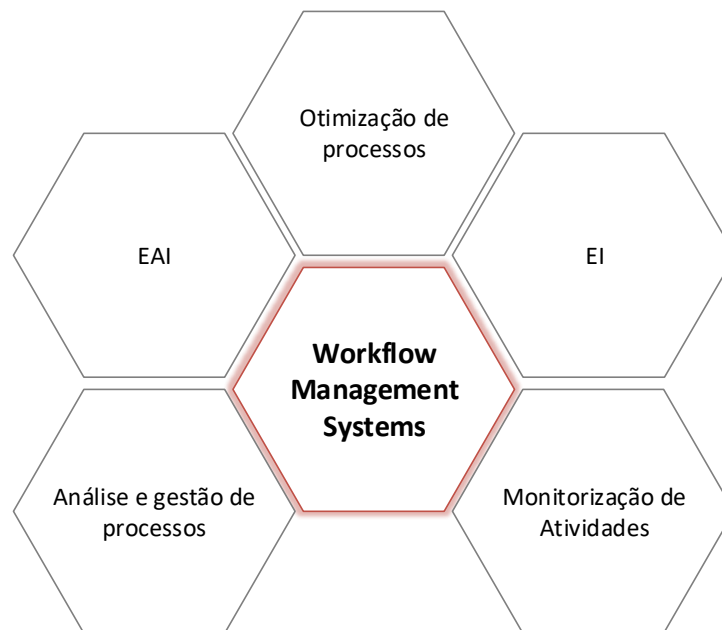 Otimização de
processos
EAI
EI
Workflow
Management
Systems
Análise e gestão de
processos
Monitorização de
Atividades